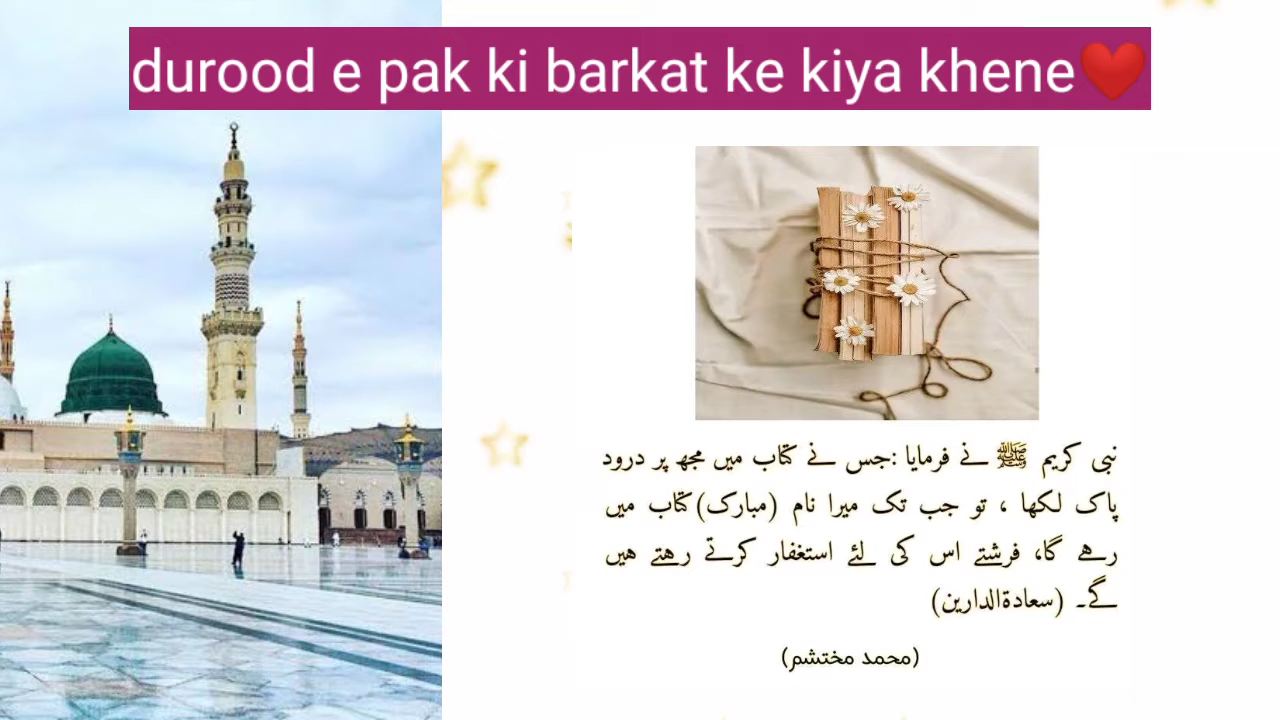 durood e pak ki barkat ke kiya khene❤️
نبی کریم ﷺ نے فرمایا :جس نے کتاب میں مجھ پر درود
پاک لکھا ، تو جب تک میرا نام (مبارک)کتاب میں
رہے گا، فرشتے اس کی لئے استغفار کرتے رہتے ہیں
گے۔ (سعادۃالدارین)
(محمد مختشم)